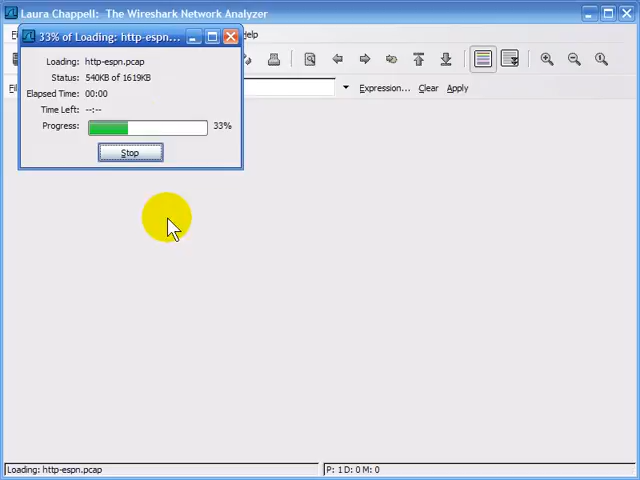 Laura Chappell: The Wireshark Network Analyzer
33% of Loading: http-espn...
elp
Loading: http-espn.pcap
Status: 540KB of 1619KB
Elapsed Time: 00:00
Time Left: --:--
Progress: 33%
Stop
Expression... Clear Apply
Loading: http-espn.pcap
P: 1 D: 0 M: 0